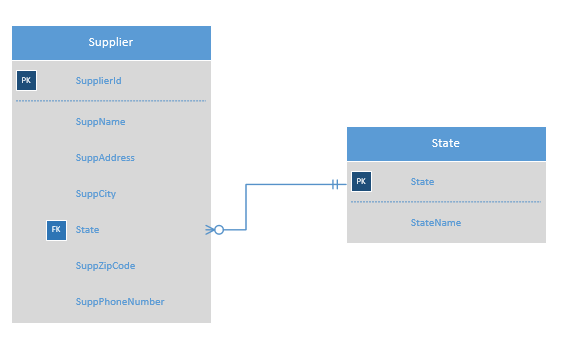 Supplier
PK SupplierId
SuppName
SuppAddress
SuppCity
FK State
SuppZipCode
SuppPhoneNumber
State
PK State
StateName